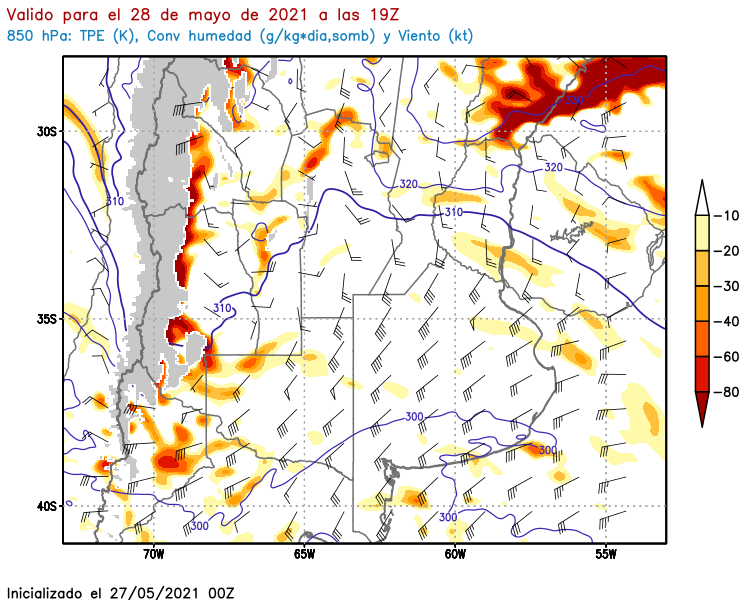 Valido para el 28 de mayo de 2021 a las 19Z
850 hPa: TPE (K), Conv humedad (g/kg*dia,somb) y Viento (kt)
330
30S
320
320
310
310
310
35S
300
300
300
300
40S
70W
65W
60W
55W
-10
-20
-30
-40
-60
-80
Inicializado el 27/05/2021 00Z